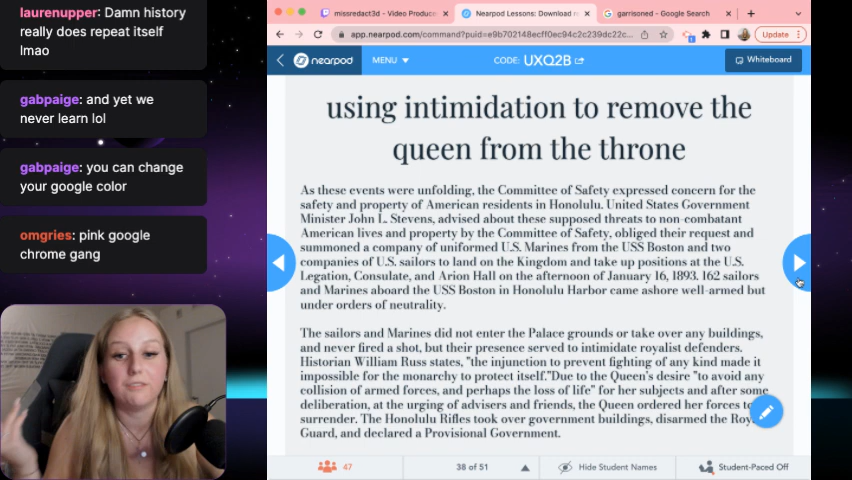 laurenupper: Damn history
really does repeat itself
lmao
gabpaige: and yet we
never learn lol
gabpaige: you can change
your google color
omgries: pink google
chrome gang
missredact3d - Video Produce
Nearpod Lessons: Download n
garrisoned - Google Search
app.nearpod.com/command?puid=e9b702148ecff0ec94c2c239dc22c...
Update
nearpod
MENU
CODE: UXQ2B
Whiteboard
using intimidation to remove the
queen from the throne
As these events were unfolding, the Committee of Safety expressed concern for the
safety and property of American residents in Honolulu. United States Government
Minister John L. Stevens, advised about these supposed threats to non-combatant
American lives and property by the Committee of Safety, obliged their request and
summoned a company of uniformed U.S. Marines from the USS Boston and two
companies of U.S. sailors to land on the Kingdom and take up positions at the U.S.
Legation, Consulate, and Arion Hall on the afternoon of January 16, 1893. 162 sailors
and Marines aboard the USS Boston in Honolulu Harbor came ashore well-armed but
under orders of neutrality.
The sailors and Marines did not enter the Palace grounds or take over any buildings,
and never fired a shot, but their presence served to intimidate royalist defenders.
Historian William Russ states, "the injunction to prevent fighting of any kind made it
impossible for the monarchy to protect itself."Due to the Queen's desire "to avoid any
collision of armed forces, and perhaps the loss of life" for her subjects and after some
deliberation, at the urging of advisers and friends, the Queen ordered her forces to
surrender. The Honolulu Rifles took over government buildings, disarmed the Roy
Guard, and declared a Provisional Government.
47
38 of 51
Hide Student Names
Student-Paced Off